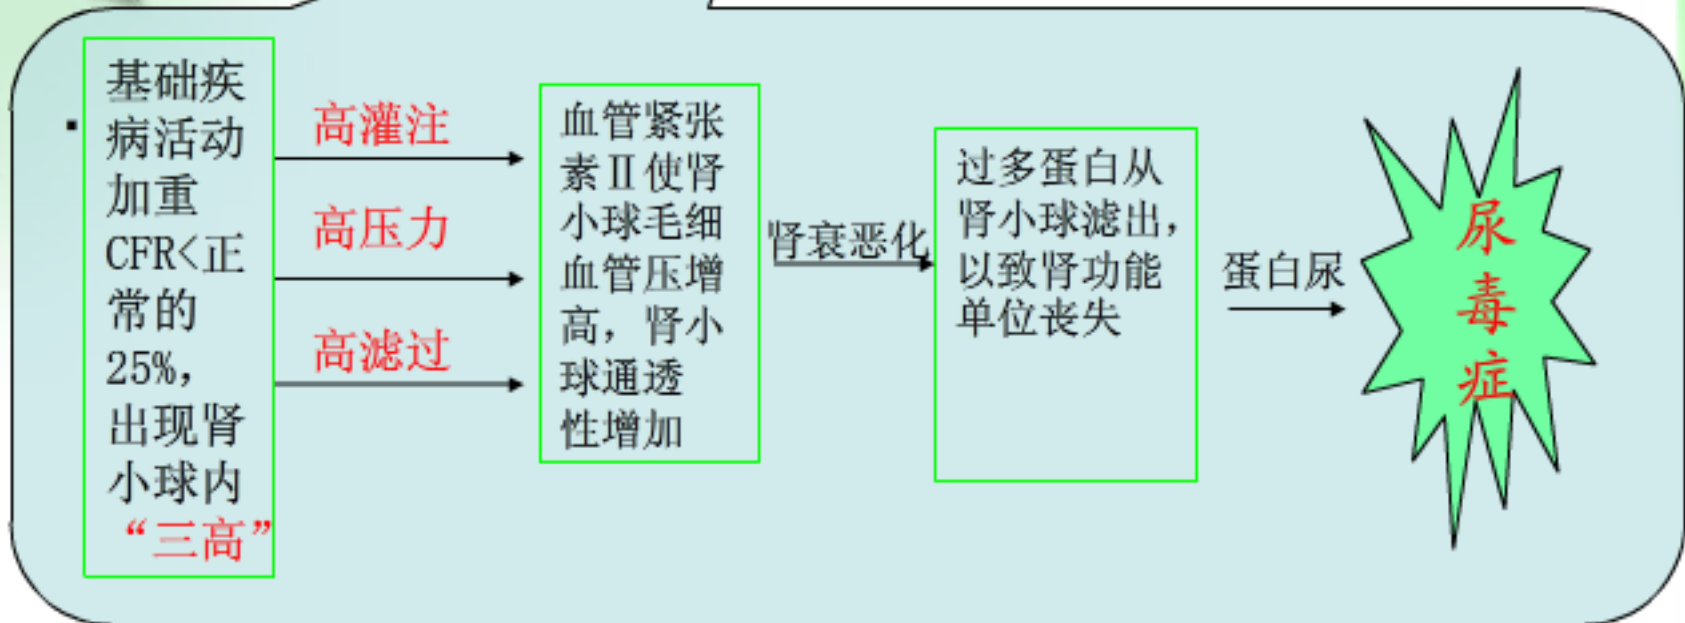 基础疾
病活动
加重
CFR<正
常的
25%，
出现肾
小球内
“三高”
高灌注
高压力
高滤过
血管紧张
素Ⅱ使肾
小球毛细
血管压增
高，肾小
球通透
性增加
肾衰恶化
过多蛋白从
肾小球滤出，
以致肾功能
单位丧失
蛋白尿
尿
毒
症